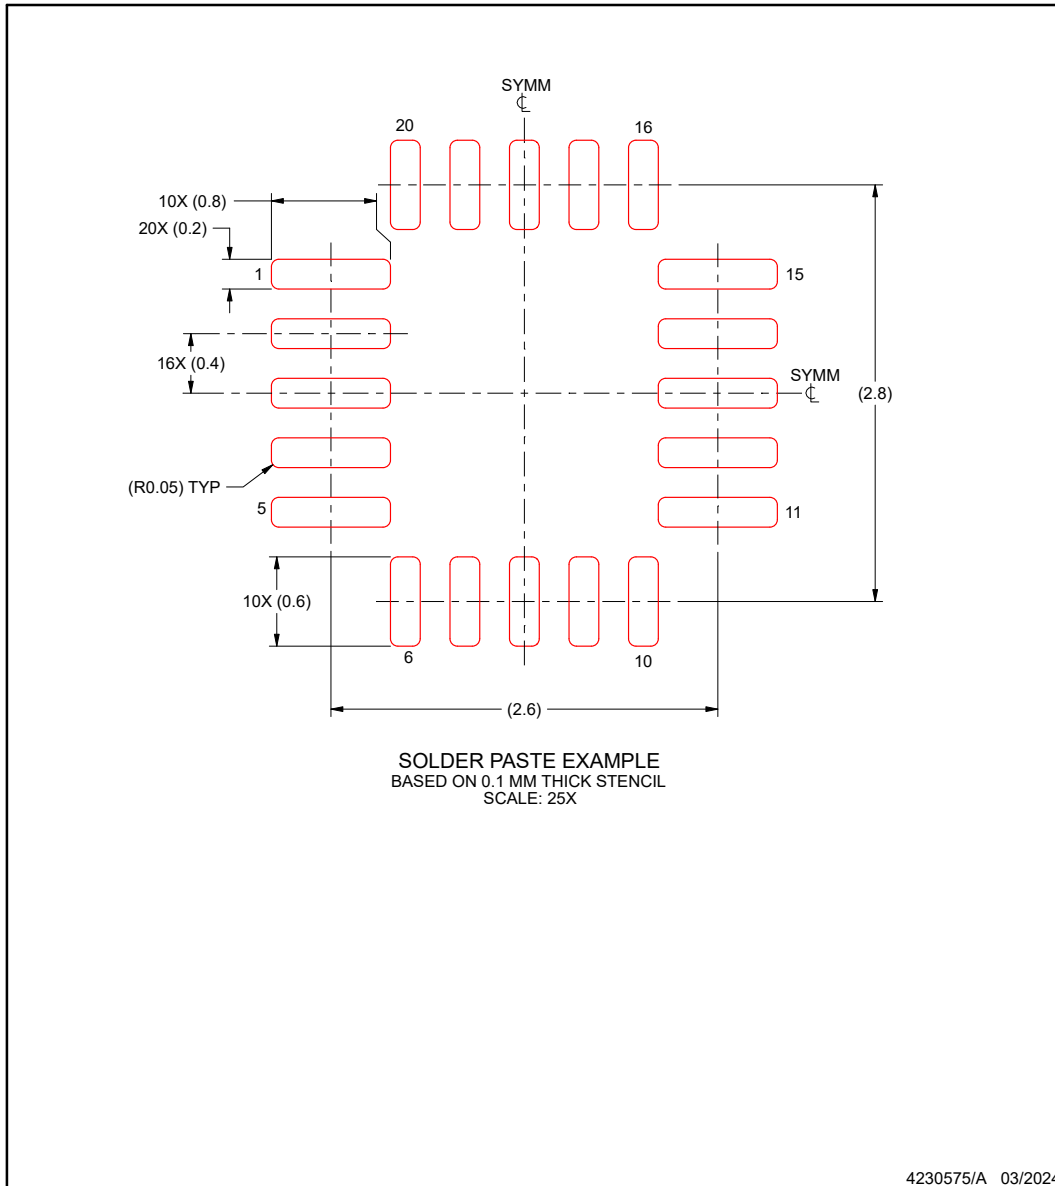 SYMM
℄
20
16
10X (0.8)
20X (0.2)
1
15
16X (0.4)
SYMM
℄
(2.8)
(R0.05) TYP
5
11
10X (0.6)
6
10
(2.6)
SOLDER PASTE EXAMPLE
BASED ON 0.1 MM THICK STENCIL
SCALE: 25X
4230575/A 03/2024